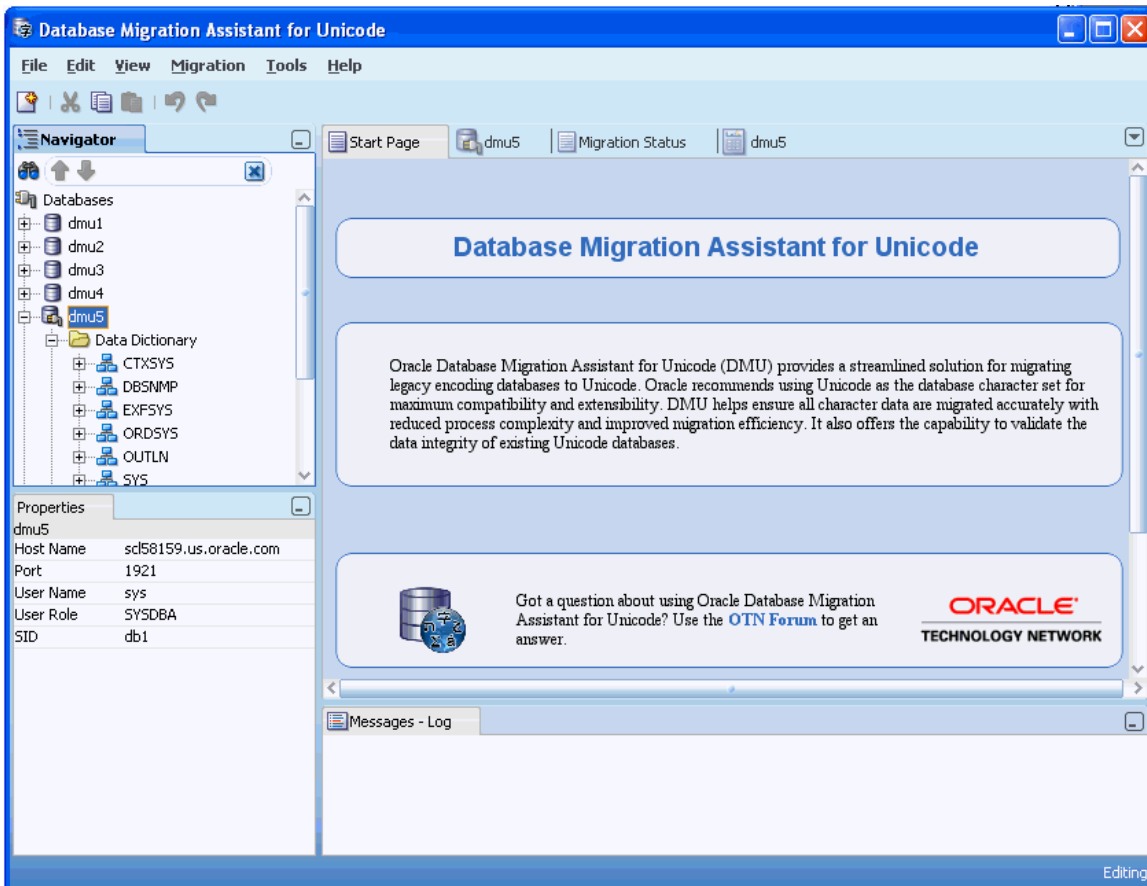 Database Migration Assistant for Unicode
File Edit View Migration Tools Help
Navigator
Databases
dmu1
dmu2
dmu3
dmu4
dmu5
Data Dictionary
CTXSYS
DBSNMP
EXFSYS
ORDSYS
OUTLN
SYS
Properties
dmu5
Host Name scl58159.us.oracle.com
Port 1921
User Name sys
User Role SYSDBA
SID db1
Start Page dmu5 Migration Status dmu5
Database Migration Assistant for Unicode
Oracle Database Migration Assistant for Unicode (DMU) provides a streamlined solution for migrating
legacy encoding databases to Unicode. Oracle recommends using Unicode as the database character set for
maximum compatibility and extensibility. DMU helps ensure all character data are migrated accurately with
reduced process complexity and improved migration efficiency. It also offers the capability to validate the
data integrity of existing Unicode databases.
Got a question about using Oracle Database Migration
Assistant for Unicode? Use the OTN Forum to get an
answer.
ORACLE
TECHNOLOGY NETWORK
Messages - Log
Editing